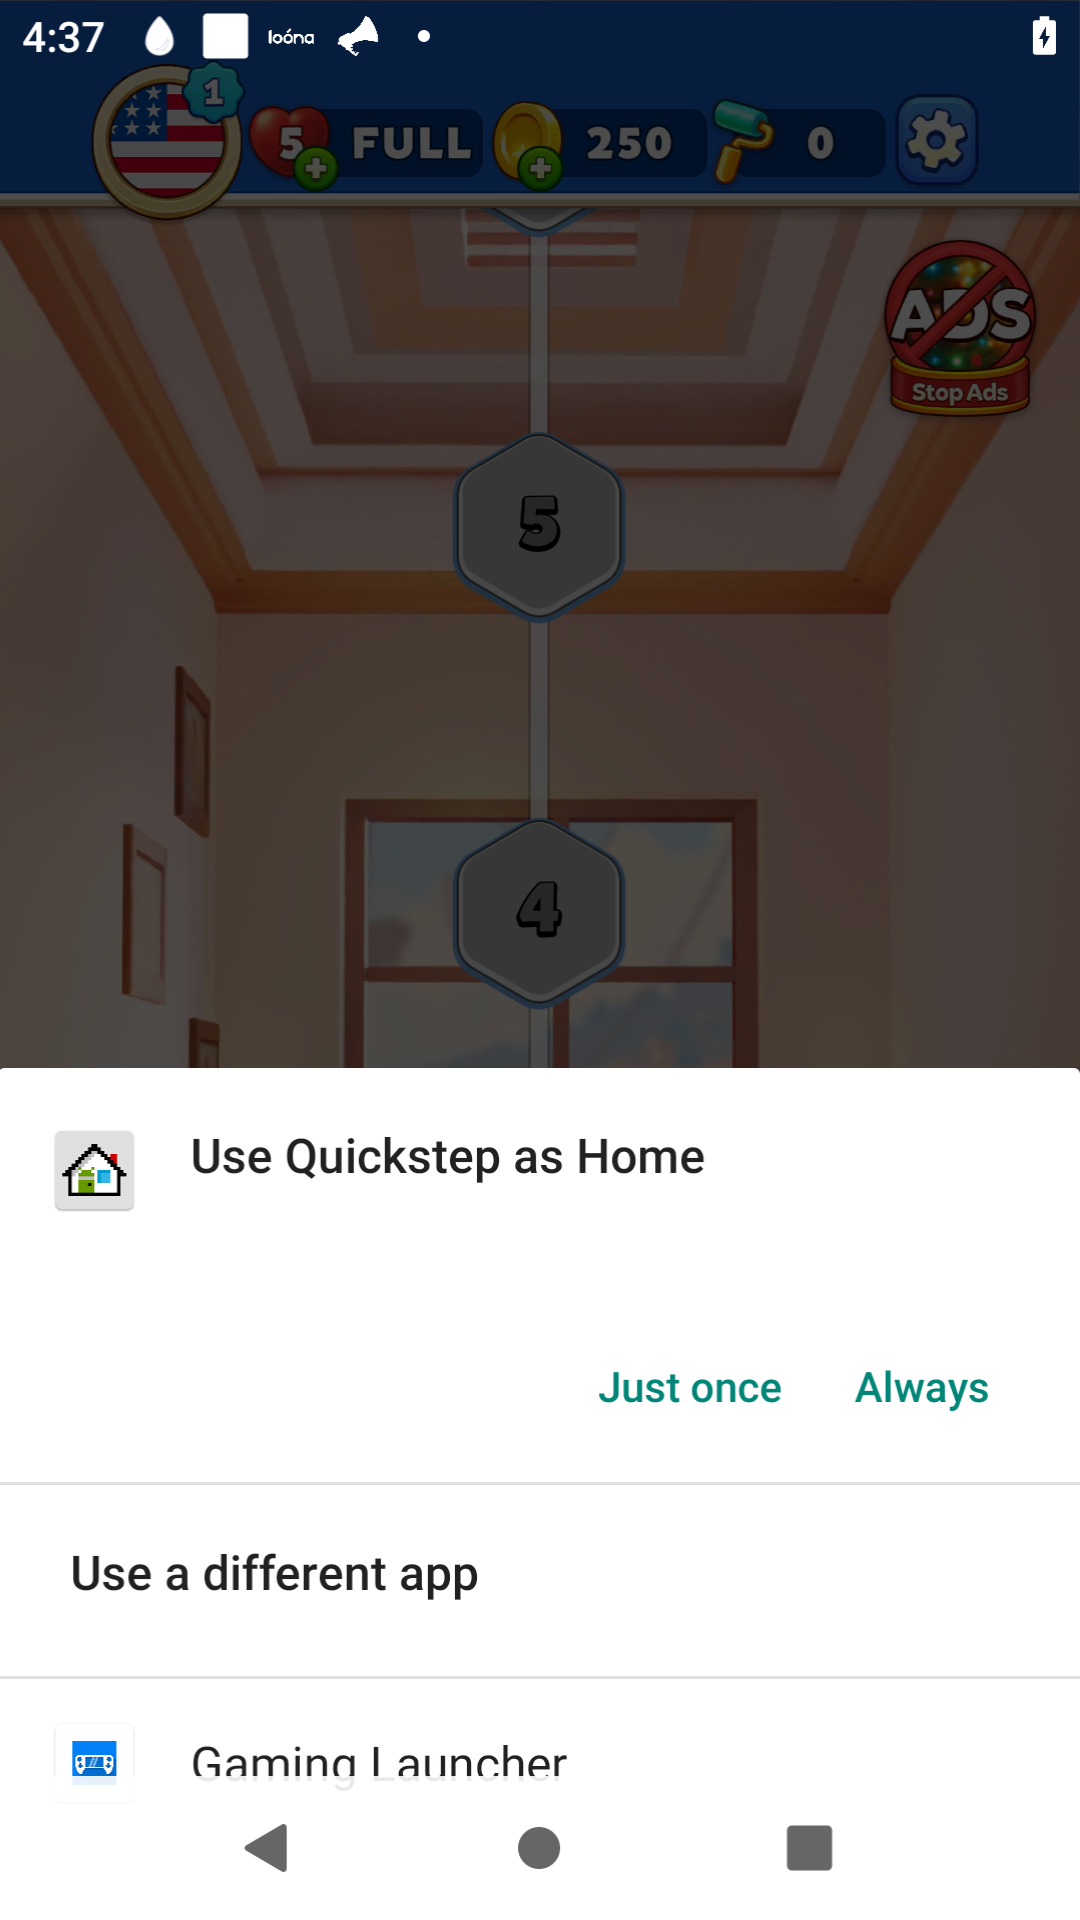 4:37 loóna
1
5 FULL 250 0
ADS
Stop Ads
5
4
Use Quickstep as Home
Just once Always
Use a different app
Gaming Launcher